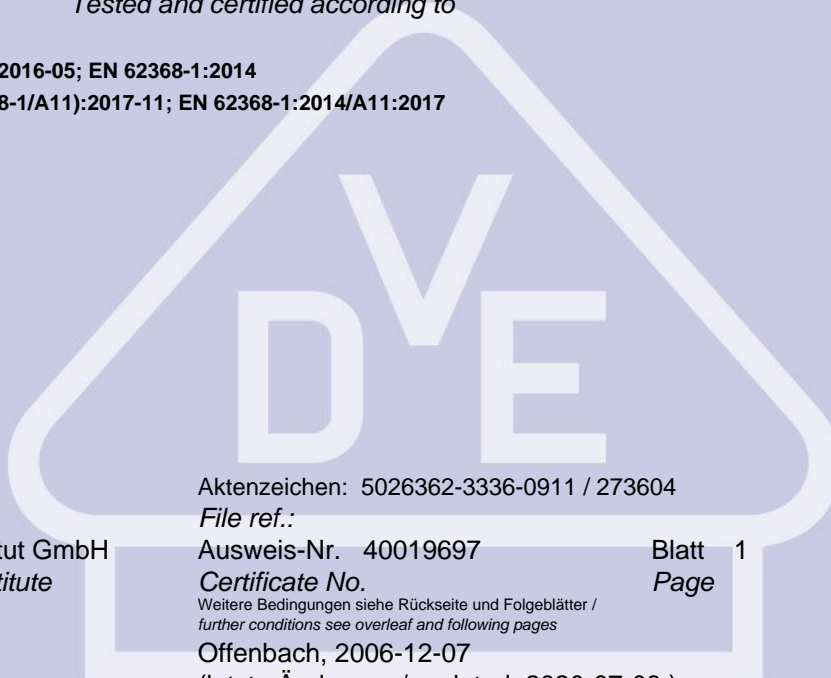 Tested and certified according to
2016-05; EN 62368-1:2014
8-1/A11):2017-11; EN 62368-1:2014/A11:2017
VDE
Aktenzeichen: 5026362-3336-0911 / 273604
File ref.:
GmbH Ausweis-Nr. 40019697 Blatt 1
Certificate No. Page
Weitere Bedingungen siehe Rückseite und Folgeblätter /
further conditions see overleaf and following pages
Offenbach, 2006-12-07